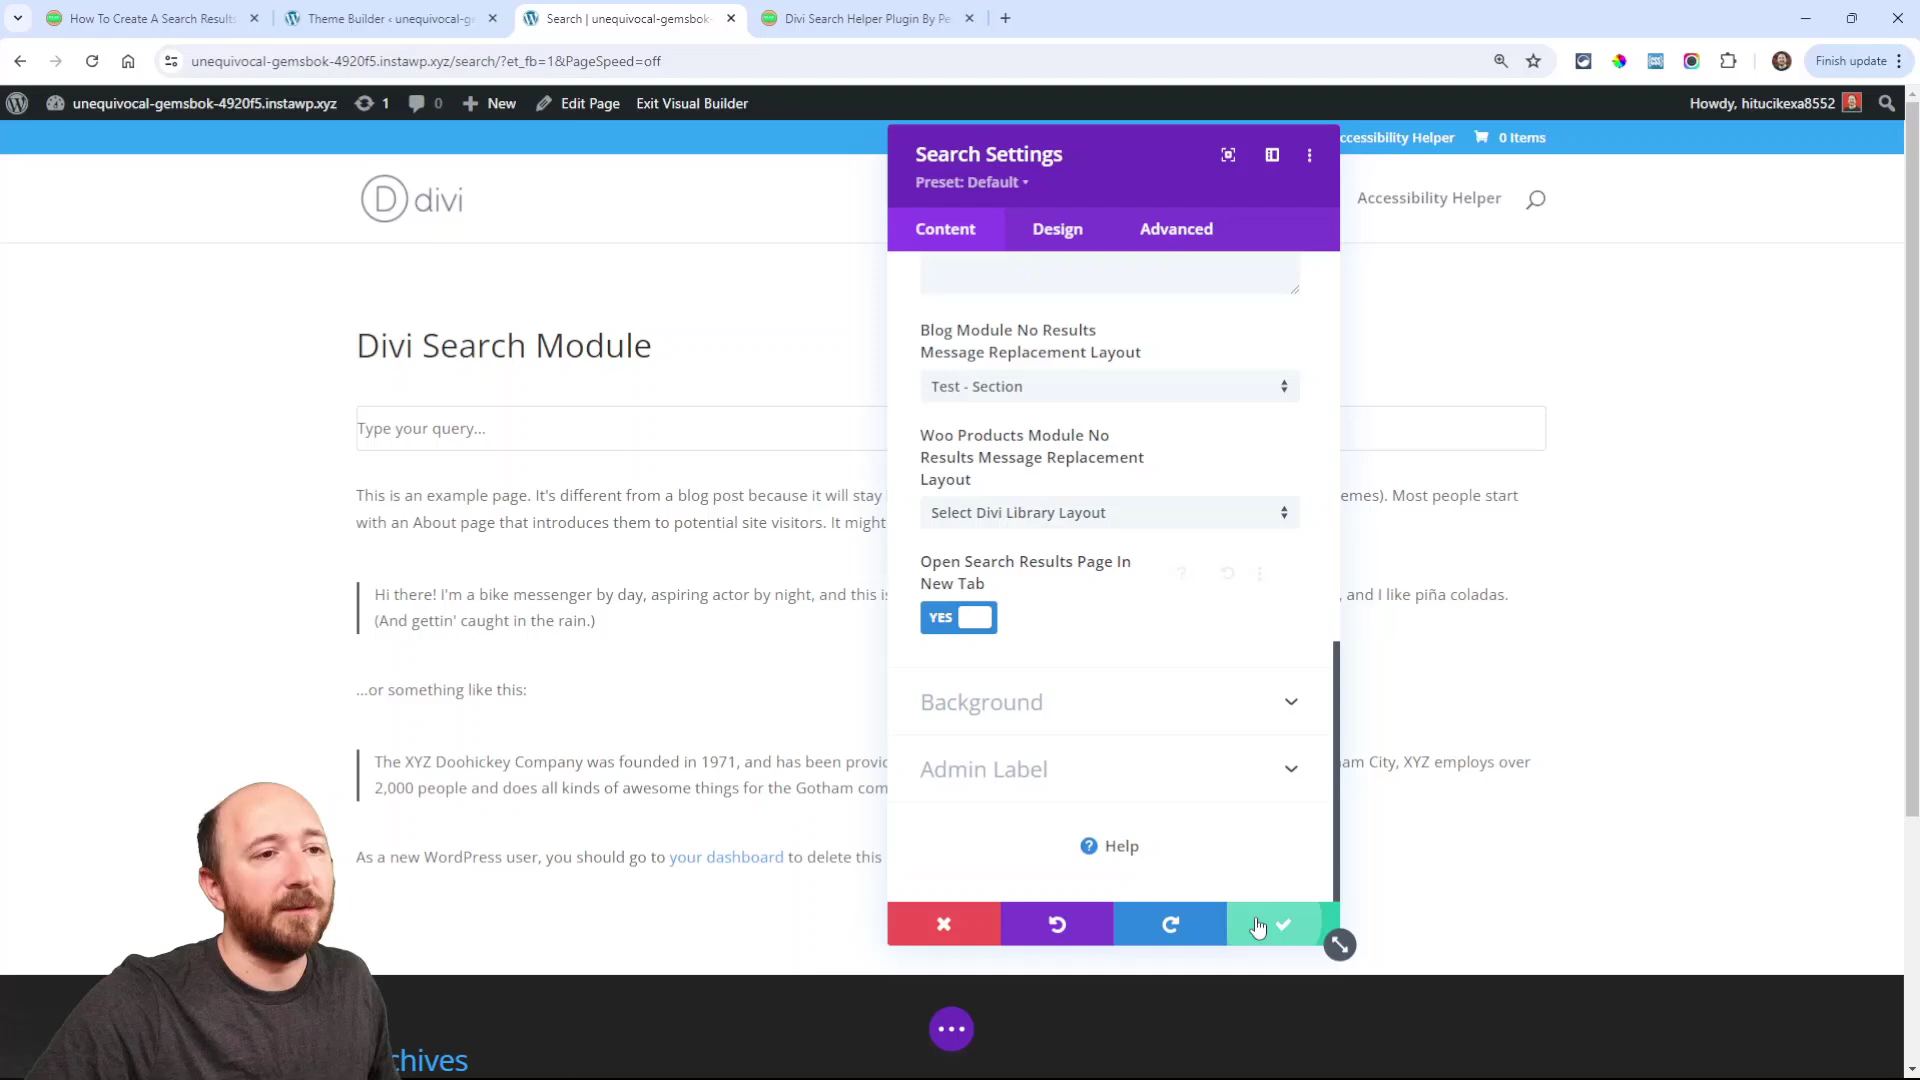 How To Create A Search Results
Theme Builder ‹ unequivocal-g
Search | unequivocal-gemsbok-
Divi Search Helper Plugin By Pe
unequivocal-gemsbok-4920f5.instawp.xyz/search/?et_fb=1&PageSpeed=off
Finish update
unequivocal-gemsbok-4920f5.instawp.xyz
1
0
New
Edit Page
Exit Visual Builder
Howdy, hitucikexa8552
ccessibility Helper
0 Items
D divi
Accessibility Helper
Search Settings
Preset: Default
Content
Design
Advanced
Blog Module No Results
Message Replacement Layout
Test - Section
Woo Products Module No
Results Message Replacement
Layout
Select Divi Library Layout
Open Search Results Page In
New Tab
YES
Background
Admin Label
Help
Divi Search Module
Type your query...
This is an example page. It's different from a blog post because it will stay emes). Most people start
with an About page that introduces them to potential site visitors. It might
Hi there! I'm a bike messenger by day, aspiring actor by night, and this is , and I like piña coladas.
(And gettin' caught in the rain.)
...or something like this:
The XYZ Doohickey Company was founded in 1971, and has been provid am City, XYZ employs over
2,000 people and does all kinds of awesome things for the Gotham com
As a new WordPress user, you should go to your dashboard to delete this
chives